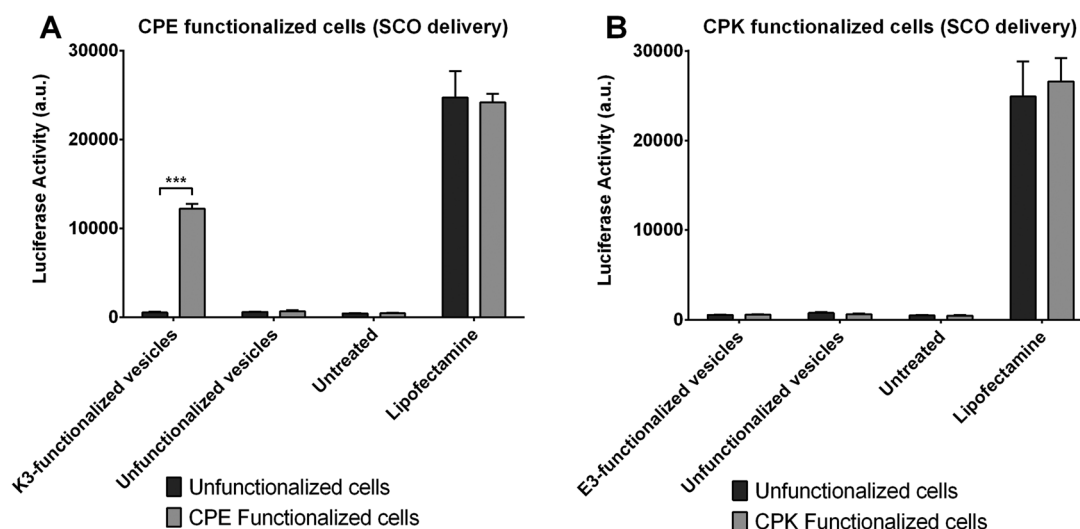 A
CPE functionalized cells (SCO delivery)
Luciferase Activity (a.u.)
30000
20000
10000
0
***
K3-functionalized vesicles
Unfunctionalized vesicles
Untreated
Lipofectamine
Unfunctionalized cells
CPE Functionalized cells
B
CPK functionalized cells (SCO delivery)
Luciferase Activity (a.u.)
30000
20000
10000
0
E3-functionalized vesicles
Unfunctionalized vesicles
Untreated
Lipofectamine
Unfunctionalized cells
CPK Functionalized cells